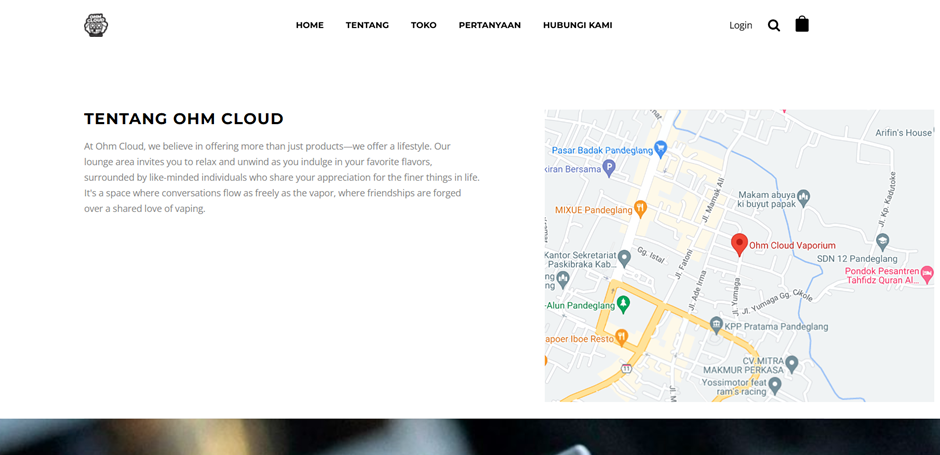 HOME TENTANG TOKO PERTANYAAN HUBUNGI KAMI Login
TENTANG OHM CLOUD
At Ohm Cloud, we believe in offering more than just products—we offer a lifestyle. Our
lounge area invites you to relax and unwind as you indulge in your favorite flavors,
surrounded by like-minded individuals who share your appreciation for the finer things in life.
It's a space where conversations flow as freely as the vapor, where friendships are forged
over a shared love of vaping.
Arifin's House
Pasar Badak Pandeglang
kiran Bersama
Jl. Mamak Ali
Jl. Kp. Kadutoke
Makam abuya
ki buyut papak
MIXUE Pandeglang
Ohm Cloud Vaporium
Gg. Istal
Jl. Fatoni
SDN 12 Pandeglang
Kantor Sekretariat
Paskibraka Kab...
Pondok Pesantren
Tahfidz Quran Al...
ng
Jl. Ade Irma
Jl. Yumaga
Jl. Yumaga Gg. Cikole
-Alun Pandeglang
KPP Pratama Pandeglang
apoer Iboe Resto
CV MITRA
MAKMUR PERKASA
Yossimotor feat
ram's racing